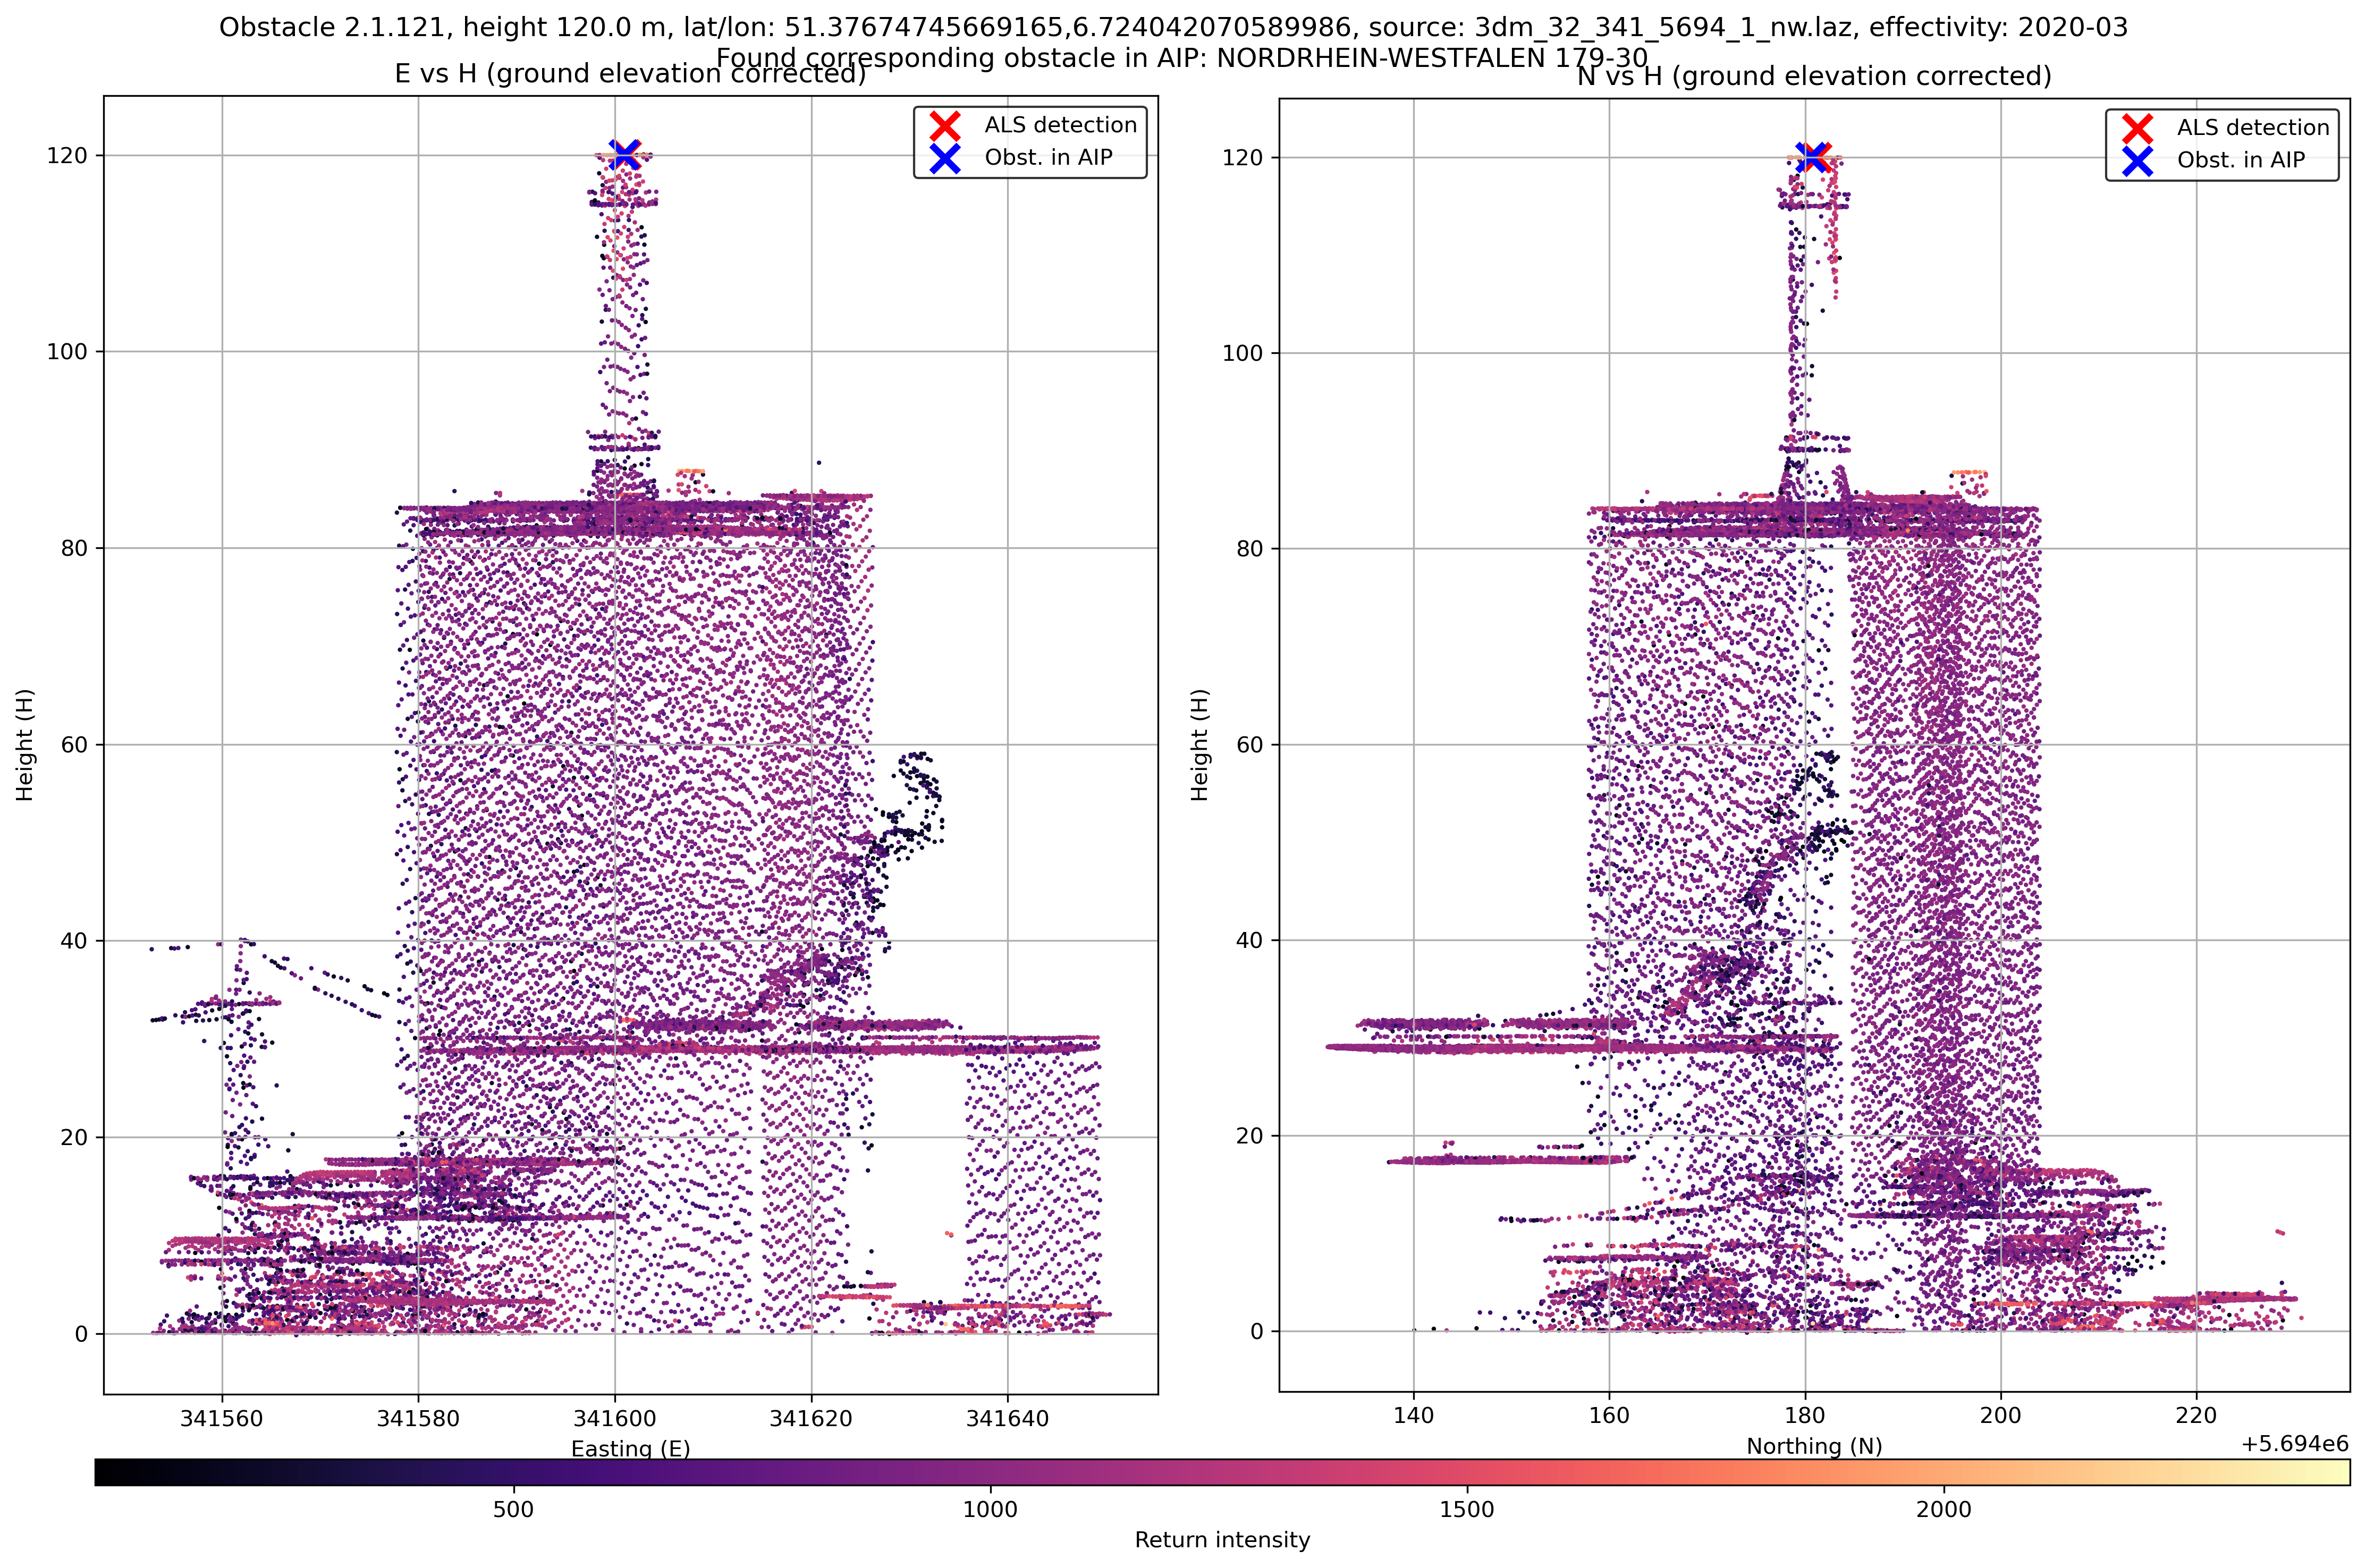 Obstacle 2.1.121, height 120.0 m, lat/lon: 51.37674745669165,6.724042070589986, source: 3dm_32_341_5694_1_nw.laz, effectivity: 2020-03
Found corresponding obstacle in AIP: NORDRHEIN-WESTFALEN 179-30
E vs H (ground elevation corrected)
N vs H (ground elevation corrected)
ALS detection
Obst. in AIP
ALS detection
Obst. in AIP
120
100
80
60
40
20
0
Height (H)
341560
341580
341600
341620
341640
Easting (E)
120
100
80
60
40
20
0
Height (H)
140
160
180
200
220
Northing (N)
+5.694e6
500
1000
1500
2000
Return intensity